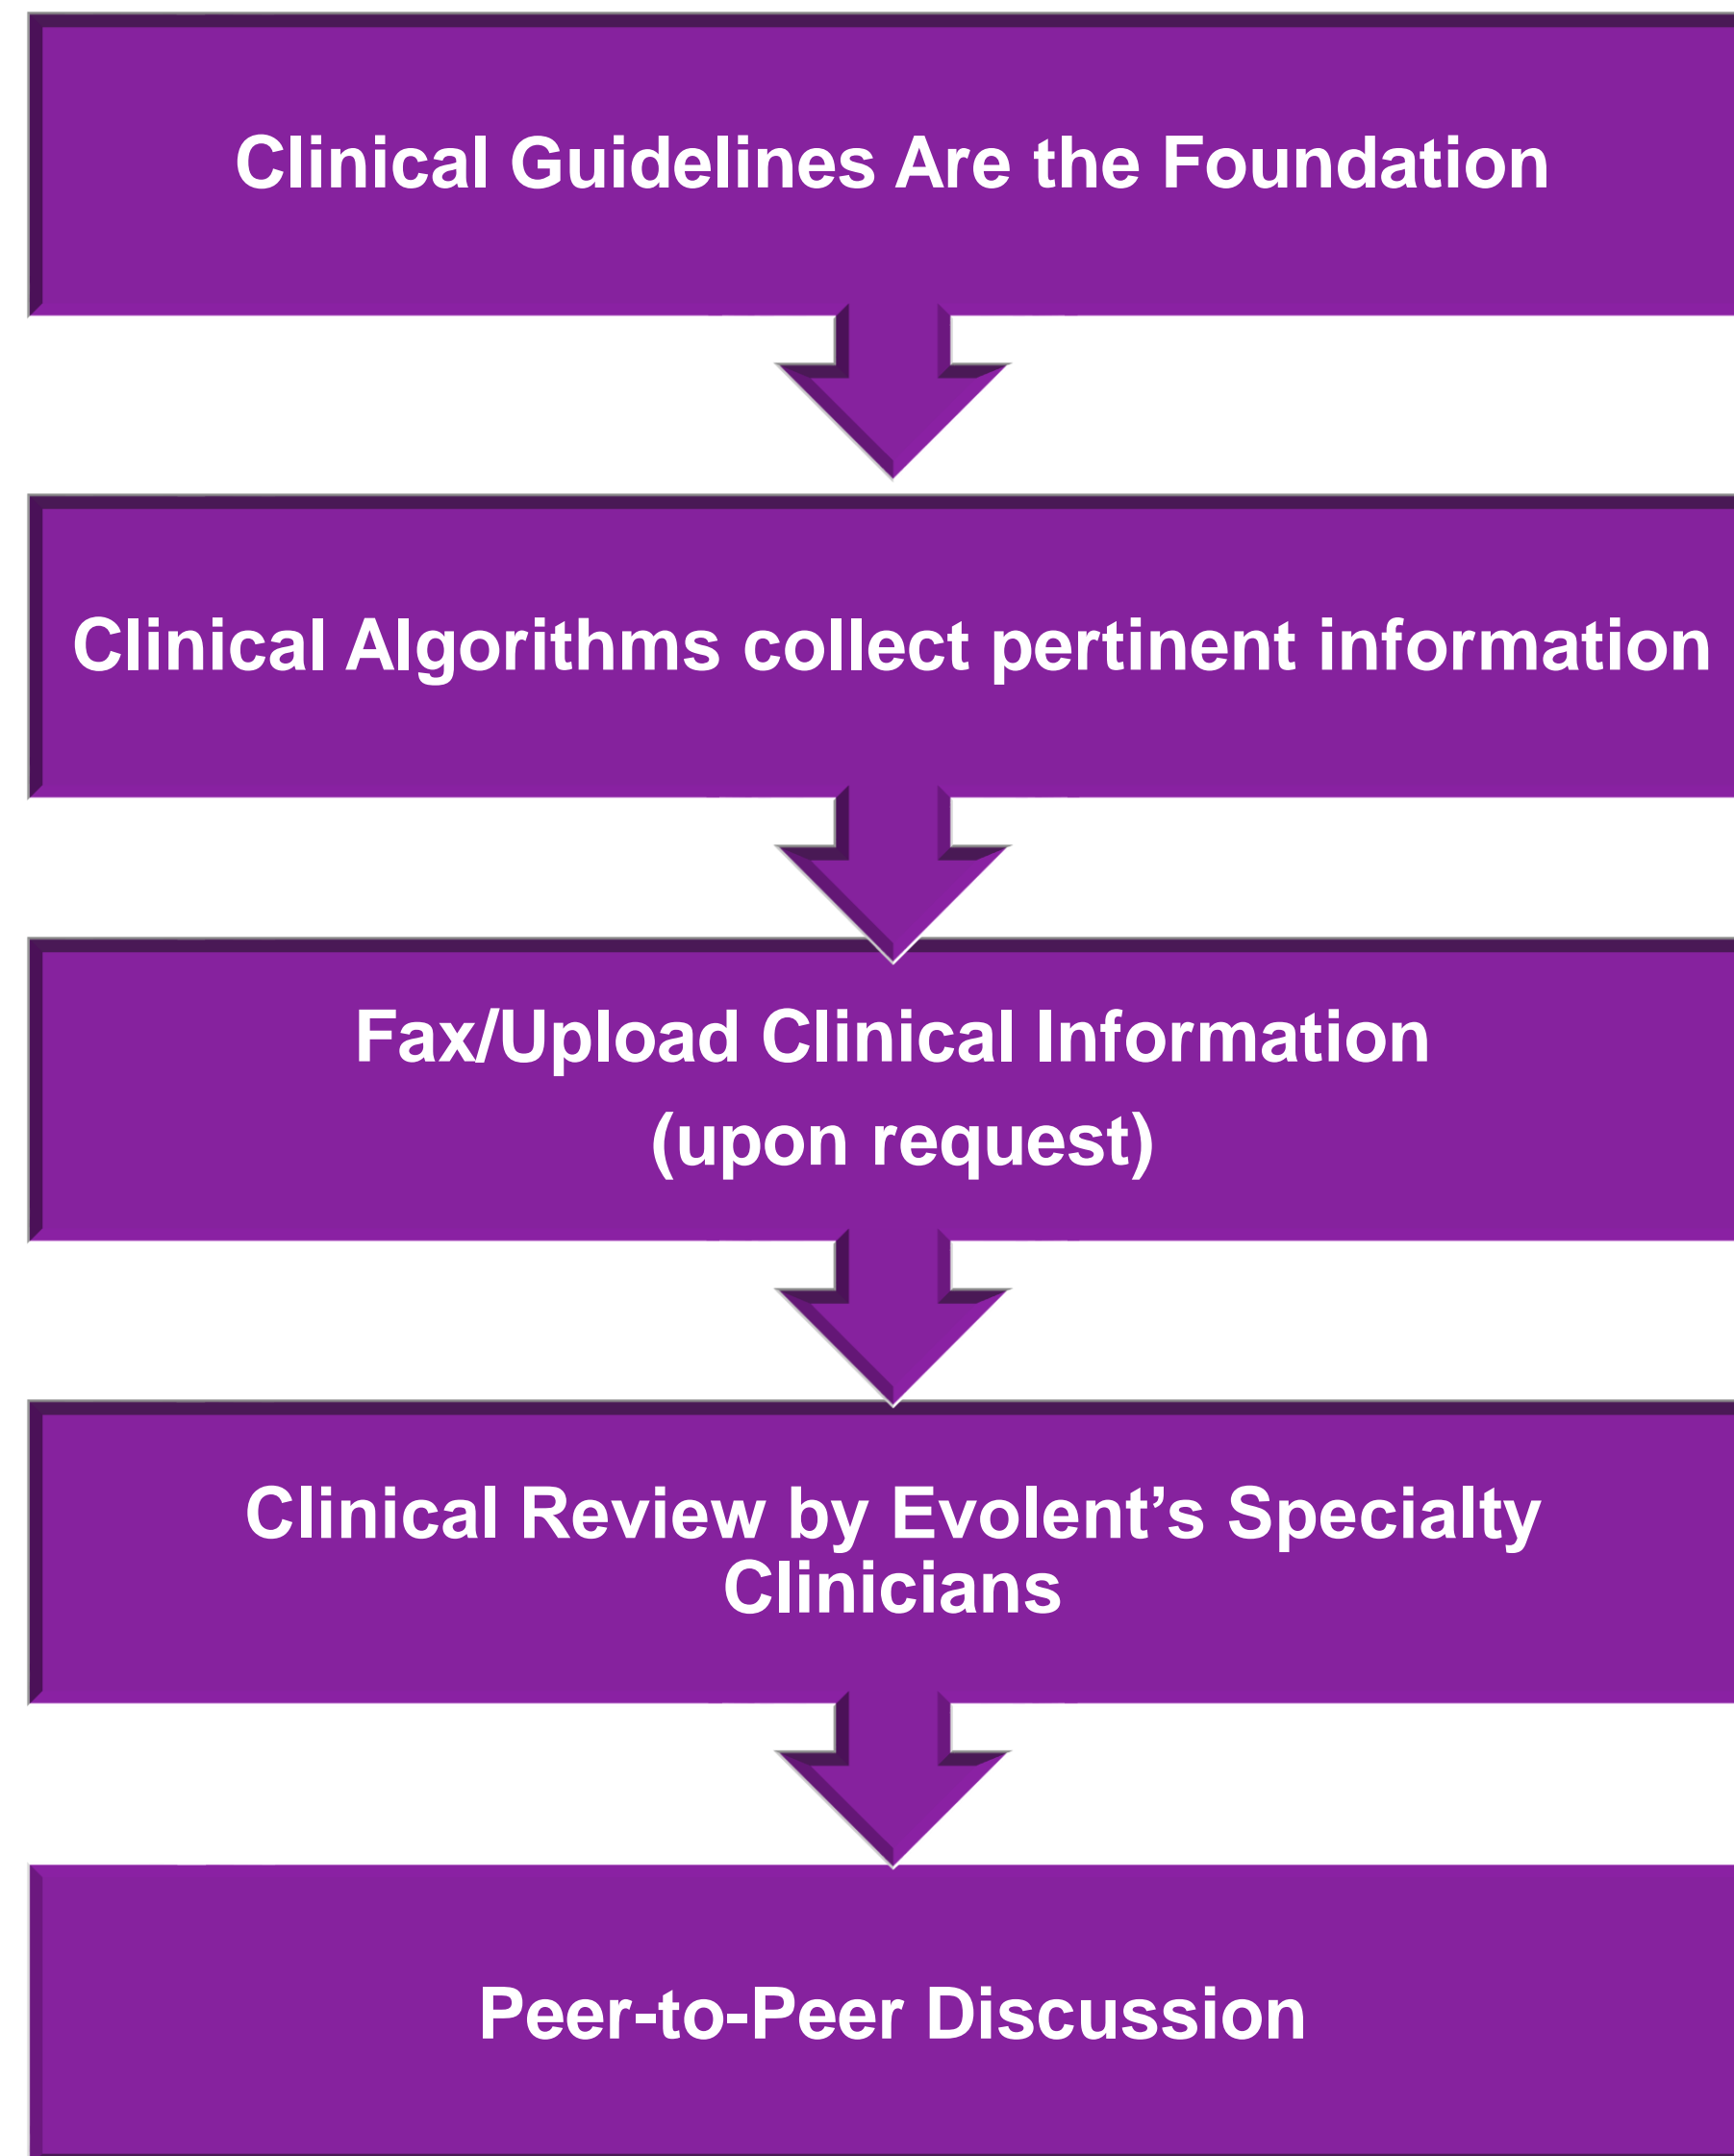 Clinical Guidelines Are the Foundation
Clinical Algorithms collect pertinent information
Fax/Upload Clinical Information
(upon request)
Clinical Review by Evolent’s Specialty
Clinicians
Peer-to-Peer Discussion